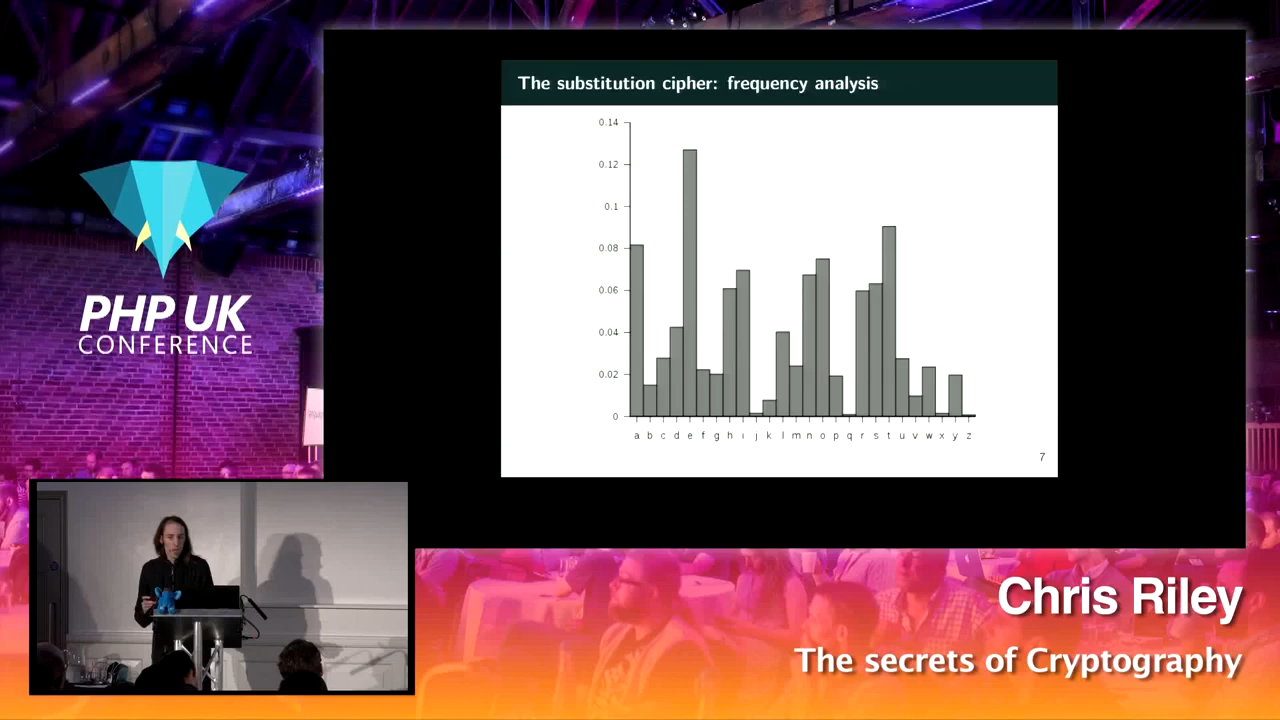 The substitution cipher: frequency analysis
0.14
0.12
0.1
0.08
0.06
0.04
0.02
0
a b c d e f g h i j k l m n o p q r s t u v w x y z
7
PHP UK
CONFERENCE
Chris Riley
The secrets of Cryptography